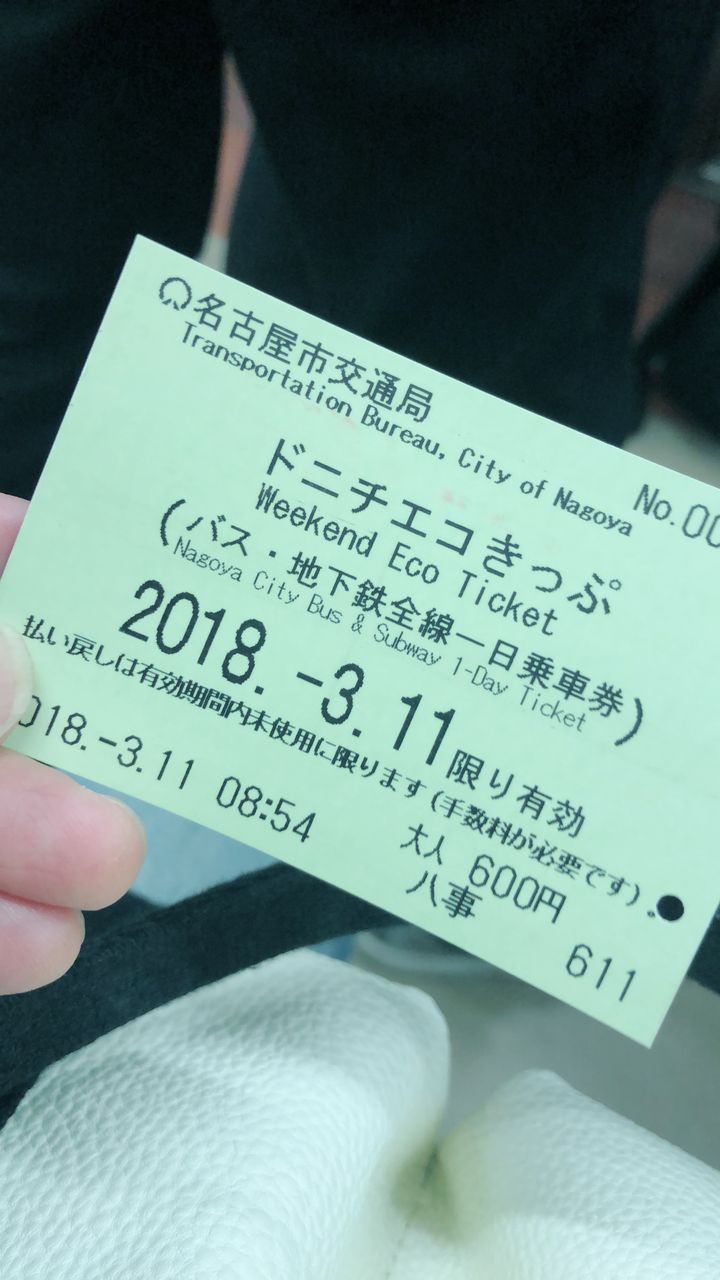 名古屋市交通局
Transportation Bureau, City of Nagoya
No.00
ドニチエコきっぷ
Weekend Eco Ticket
(バス・地下鉄全線一日乗車券)
Nagoya City Bus & Subway 1-Day Ticket
2018.-3.11限り有効
払い戻しは有効期間内未使用に限ります(手数料が必要です)。
018.-3.11 08:54
大人 600円
八事
611